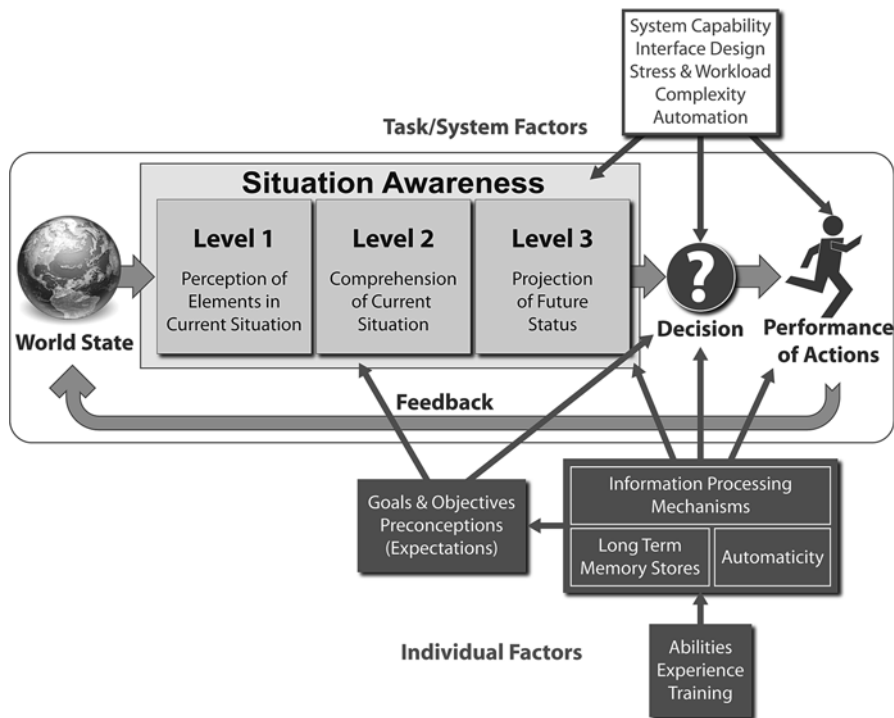 System Capability
Interface Design
Stress & Workload
Complexity
Automation
Task/System Factors
Situation Awareness
Level 1
Perception of
Elements in
Current Situation
Level 2
Comprehension
of Current
Situation
Level 3
Projection
of Future
Status
?
World State
Decision
Performance
of Actions
Feedback
Goals & Objectives
Preconceptions
(Expectations)
Information Processing
Mechanisms
Long Term
Memory Stores
Automaticity
Individual Factors
Abilities
Experience
Training